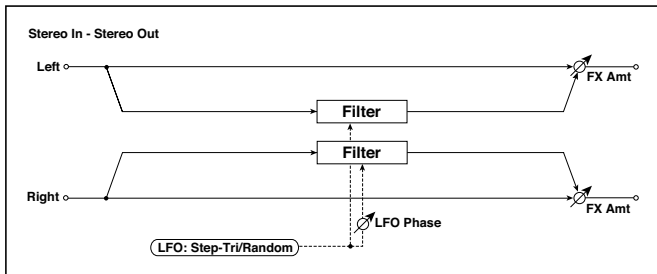 Stereo In - Stereo Out
Left
FX Amt
Filter
Filter
Right
FX Amt
LFO Phase
LFO: Step-Tri/Random